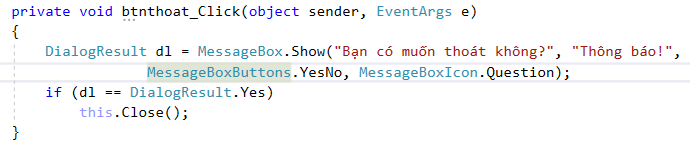 private void btnthoat_Click(object sender, EventArgs e)
{
DialogResult dl = MessageBox.Show("Bạn có muốn thoát không?", "Thông báo!",
MessageBoxButtons.YesNo, MessageBoxIcon.Question);
if (dl == DialogResult.Yes)
this.Close();
}